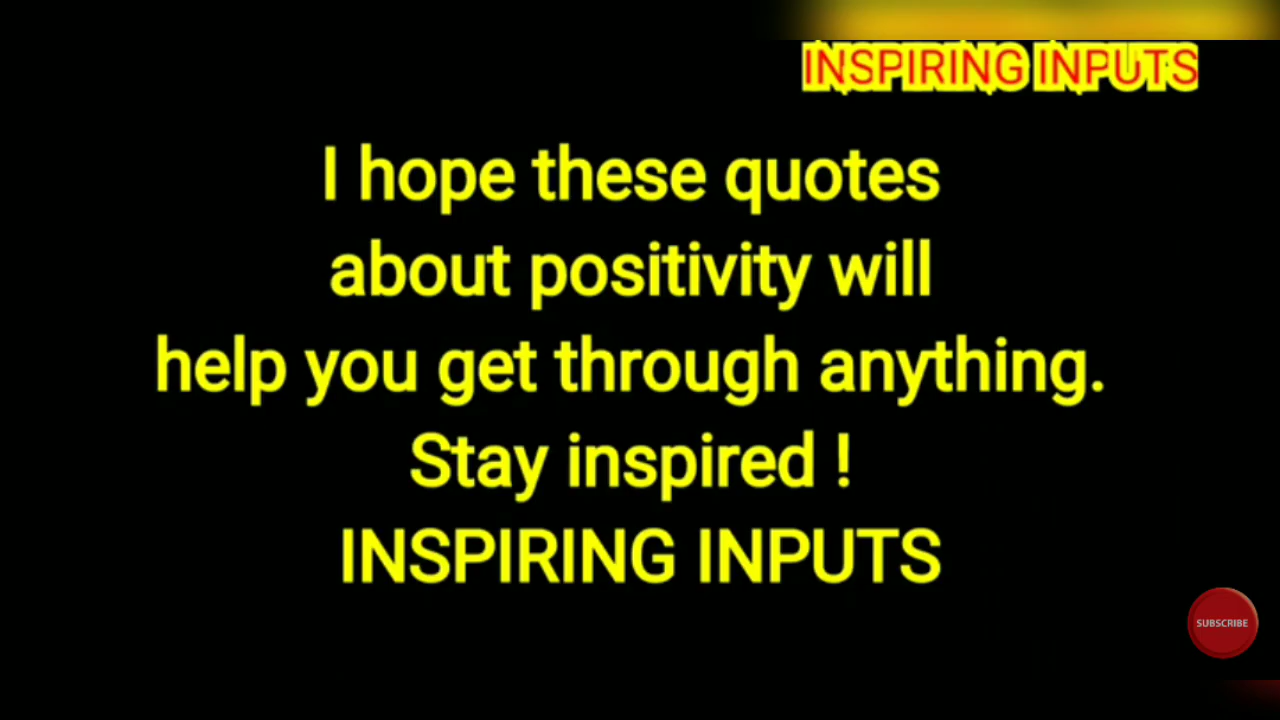 INSPIRING INPUTS
I hope these quotes
about positivity will
help you get through anything.
Stay inspired !
INSPIRING INPUTS
SUBSCRIBE